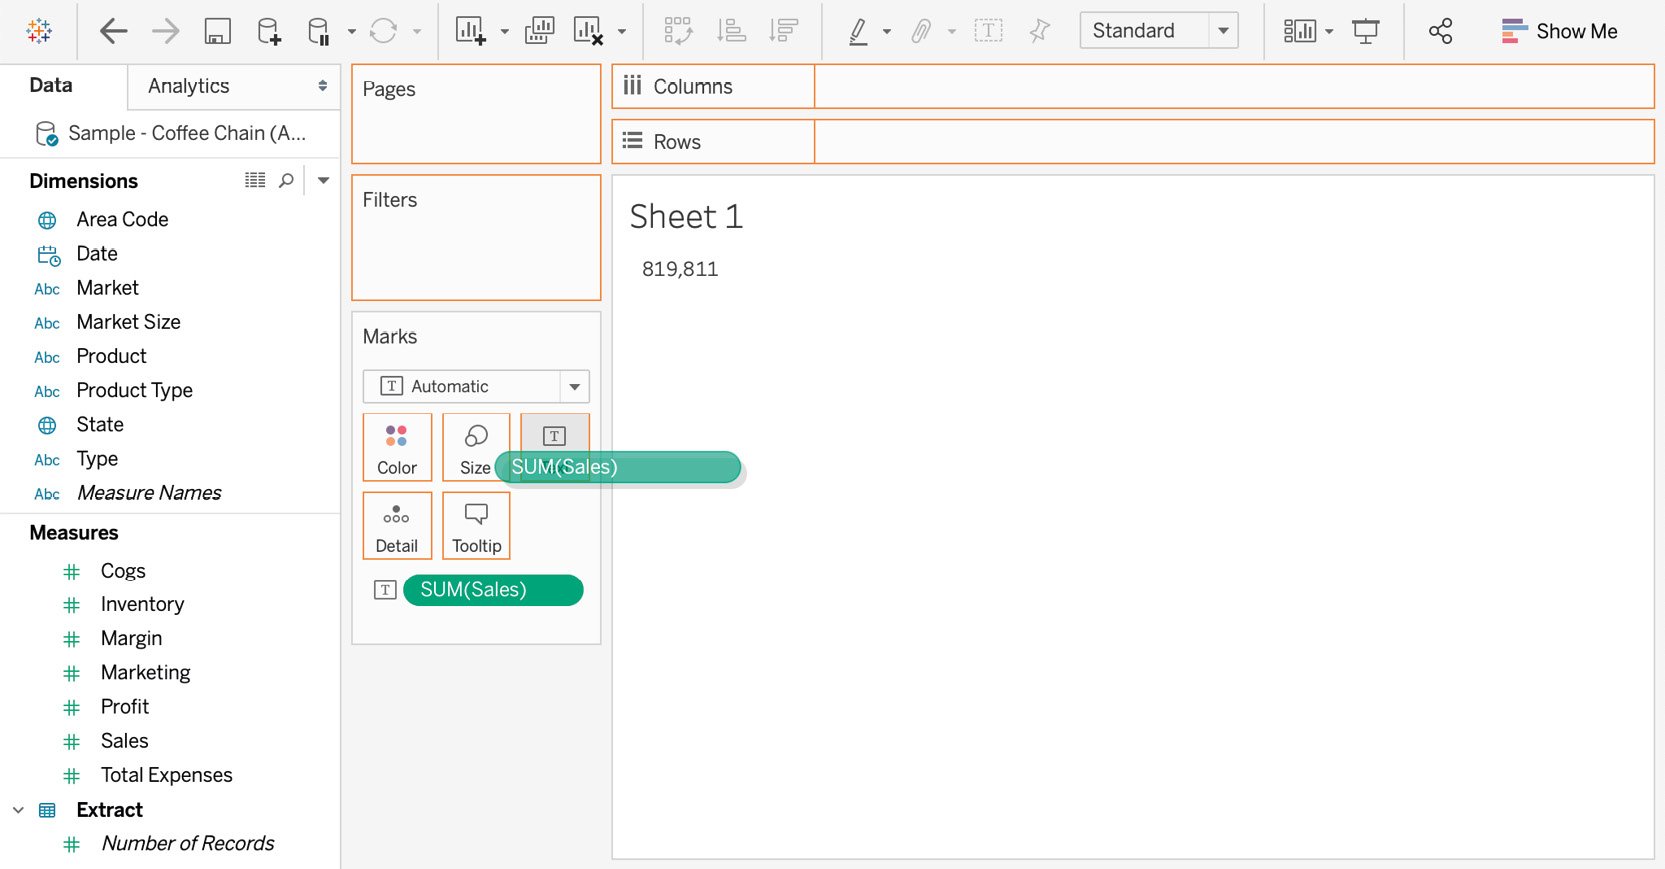 Standard
Show Me
Data
Analytics
Sample - Coffee Chain (A...
Dimensions
Area Code
Date
Abc Market
Abc Market Size
Abc Product
Abc Product Type
State
Abc Type
Abc Measure Names
Measures
Cogs
Inventory
Margin
Marketing
Profit
Sales
Total Expenses
Extract
Number of Records
Pages
Filters
Marks
T Automatic
Color
Size
T
SUM(Sales)
Detail
Tooltip
T SUM(Sales)
Columns
Rows
Sheet 1
819,811